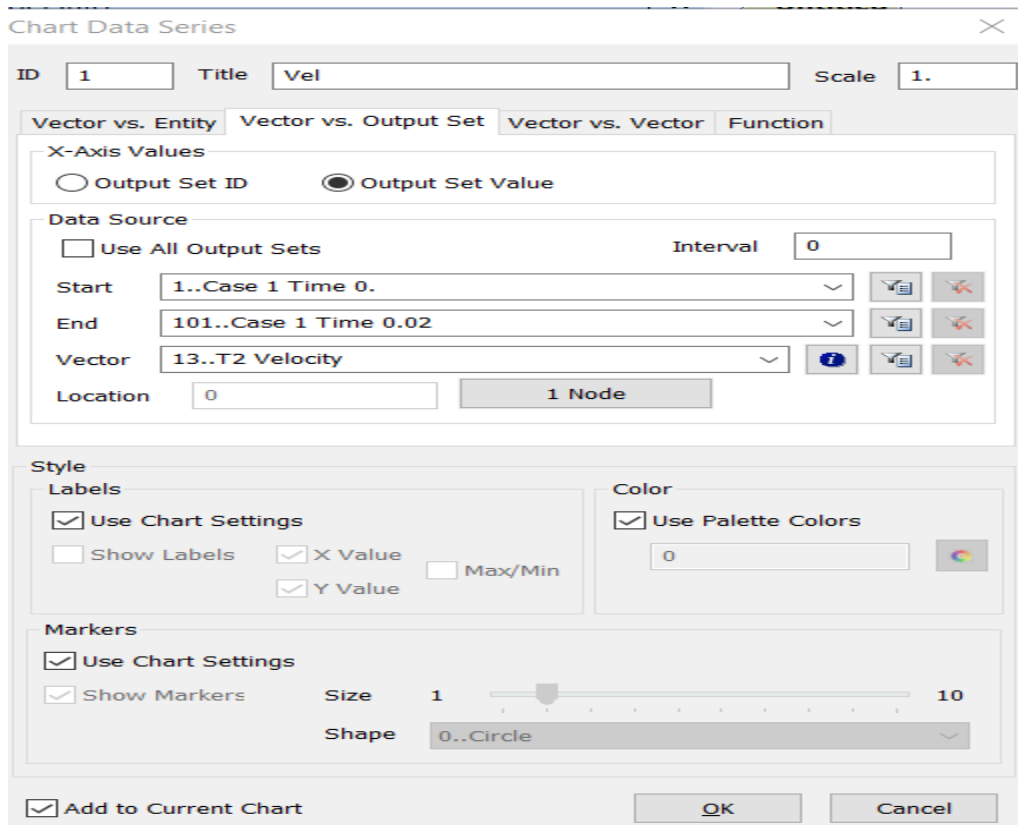 Chart Data Series
ID 1 Title Vel Scale 1.
Vector vs. Entity Vector vs. Output Set Vector vs. Vector Function
X-Axis Values
Output Set ID Output Set Value
Data Source
Use All Output Sets Interval 0
Start 1..Case 1 Time 0.
End 101..Case 1 Time 0.02
Vector 13..T2 Velocity
Location 0 1 Node
Style
Labels Color
Use Chart Settings Use Palette Colors
Show Labels X Value Max/Min 0
Y Value
Markers
Use Chart Settings
Show Markers Size 1 10
Shape 0..Circle
Add to Current Chart OK Cancel